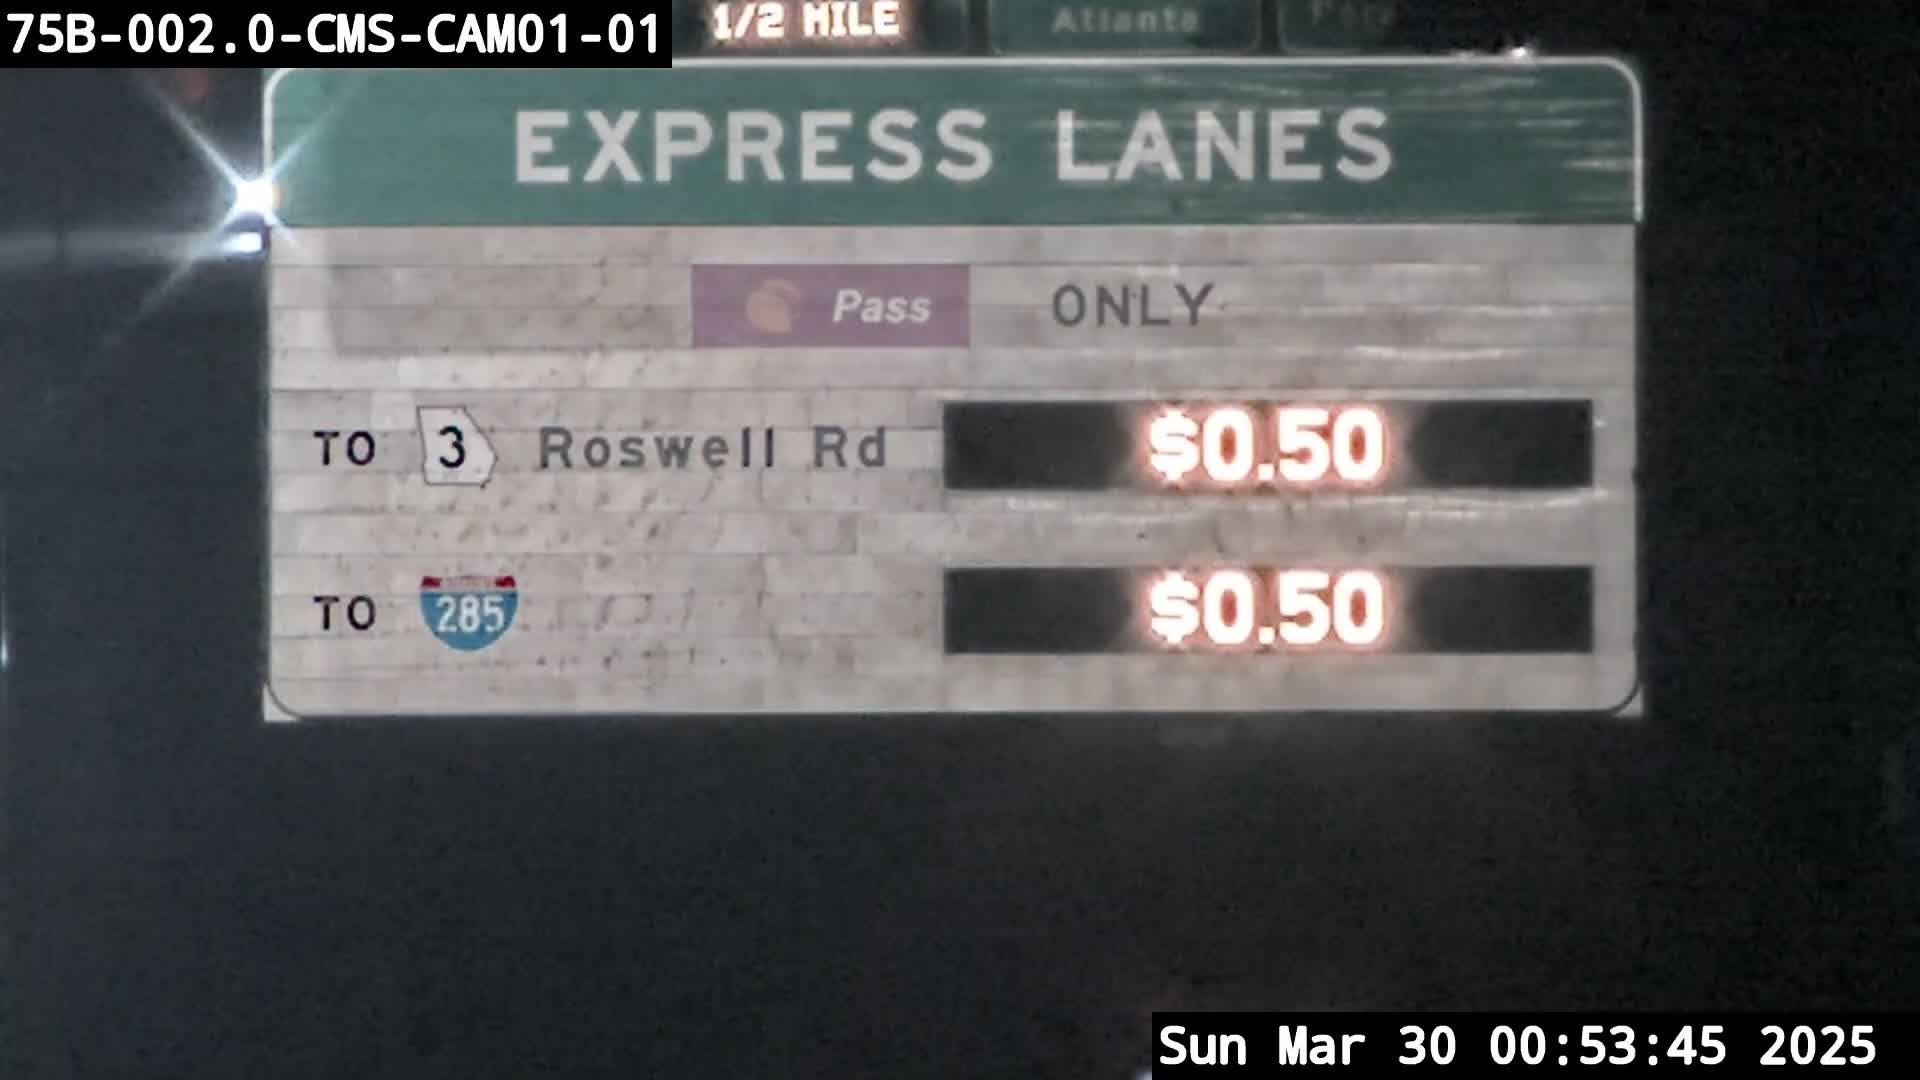 75B-002.0-CMS-CAM01-01
1/2 MILE
Atlanta
EXPRESS LANES
Pass ONLY
TO 3 Roswell Rd $0.50
TO 285 $0.50
Sun Mar 30 00:53:45 2025